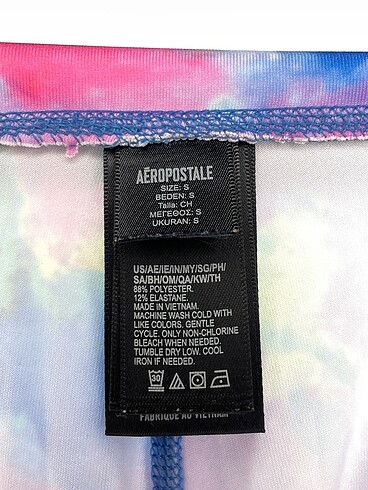 AÉROPOSTALE
SIZE: S
BEDEN: S
Talla: CH
ΜΕΓΕΘΟΣ: S
UKURAN: S
US/AE/IE/IN/MY/SG/PH/
SA/BH/OM/QA/KW/TH
88% POLYESTER.
12% ELASTANE.
MADE IN VIETNAM.
MACHINE WASH COLD WITH
LIKE COLORS. GENTLE
CYCLE. ONLY NON-CHLORINE
BLEACH WHEN NEEDED.
TUMBLE DRY LOW. COOL
IRON IF NEEDED.
30
FABRIQUÉ AU VIETNAM